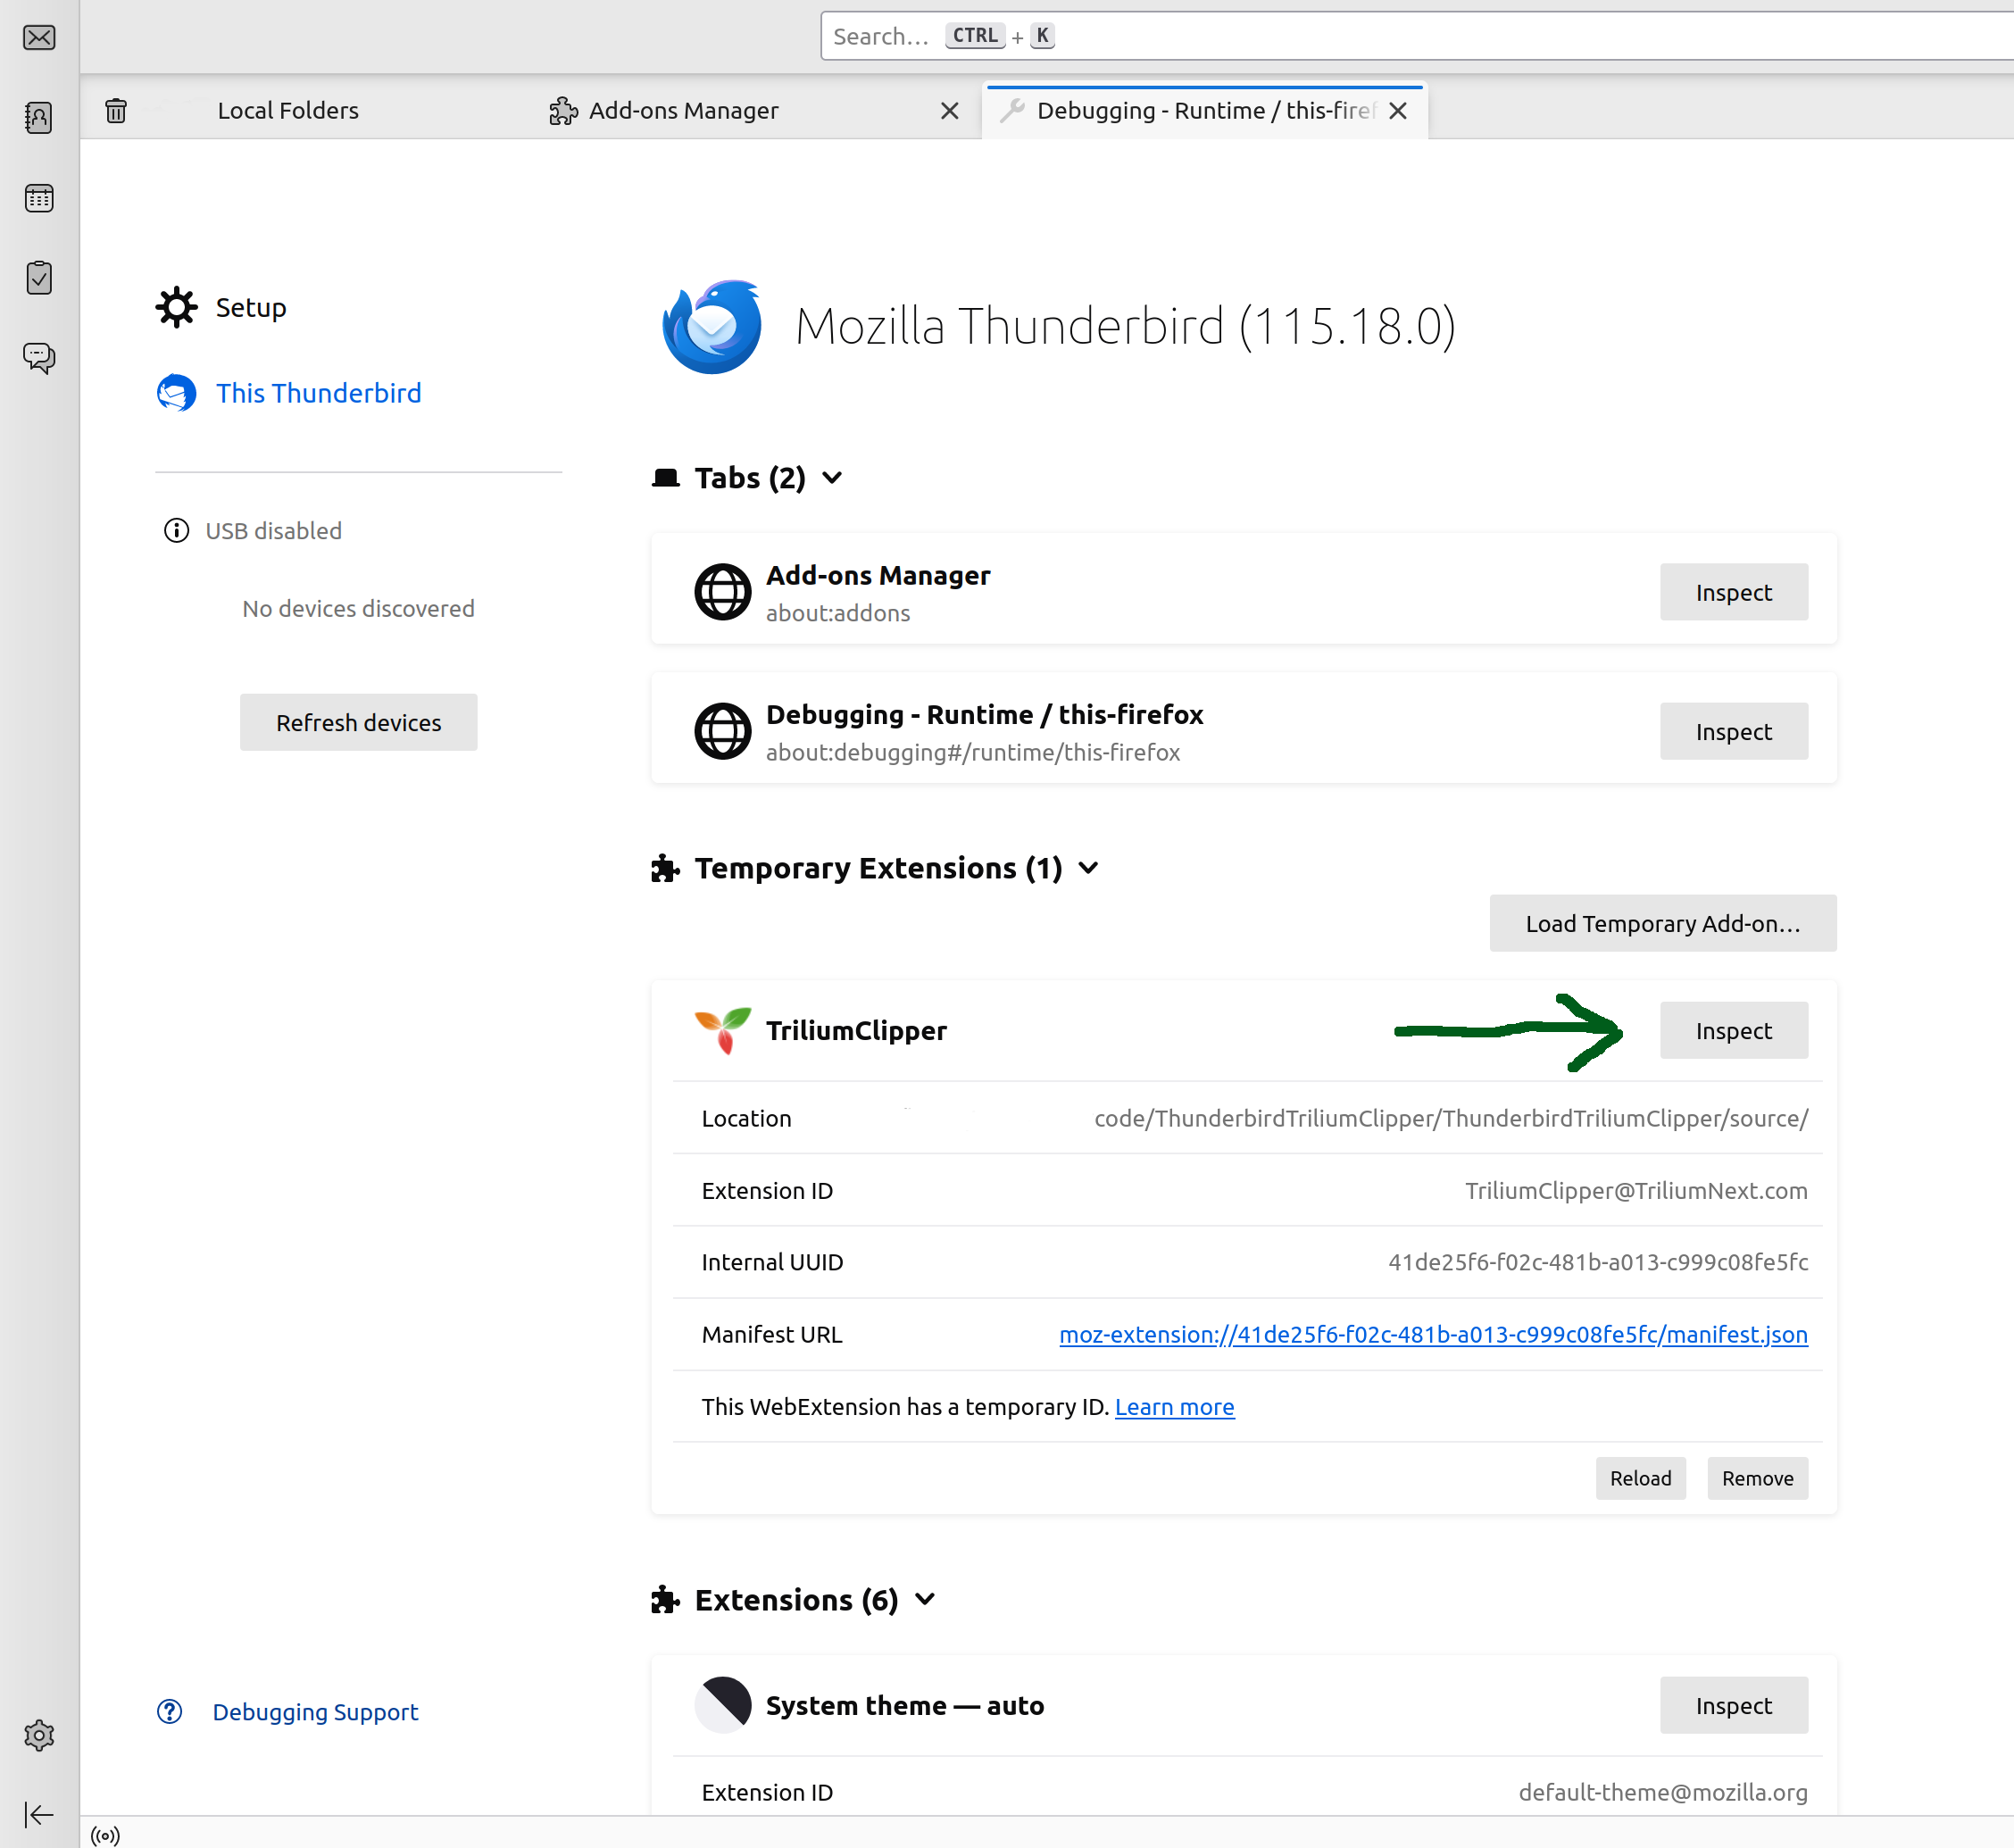 Search… CTRL + K
Local Folders
Add-ons Manager
Debugging - Runtime / this-firef
Setup
This Thunderbird
USB disabled
No devices discovered
Refresh devices
Debugging Support
Mozilla Thunderbird (115.18.0)
Tabs (2)
Add-ons Manager
about:addons
Inspect
Debugging - Runtime / this-firefox
about:debugging#/runtime/this-firefox
Inspect
Temporary Extensions (1)
Load Temporary Add-on…
TriliumClipper
Inspect
Location code/ThunderbirdTriliumClipper/ThunderbirdTriliumClipper/source/
Extension ID TriliumClipper@TriliumNext.com
Internal UUID 41de25f6-f02c-481b-a013-c999c08fe5fc
Manifest URL moz-extension://41de25f6-f02c-481b-a013-c999c08fe5fc/manifest.json
This WebExtension has a temporary ID. Learn more
Reload Remove
Extensions (6)
System theme — auto
Inspect
Extension ID default-theme@mozilla.org